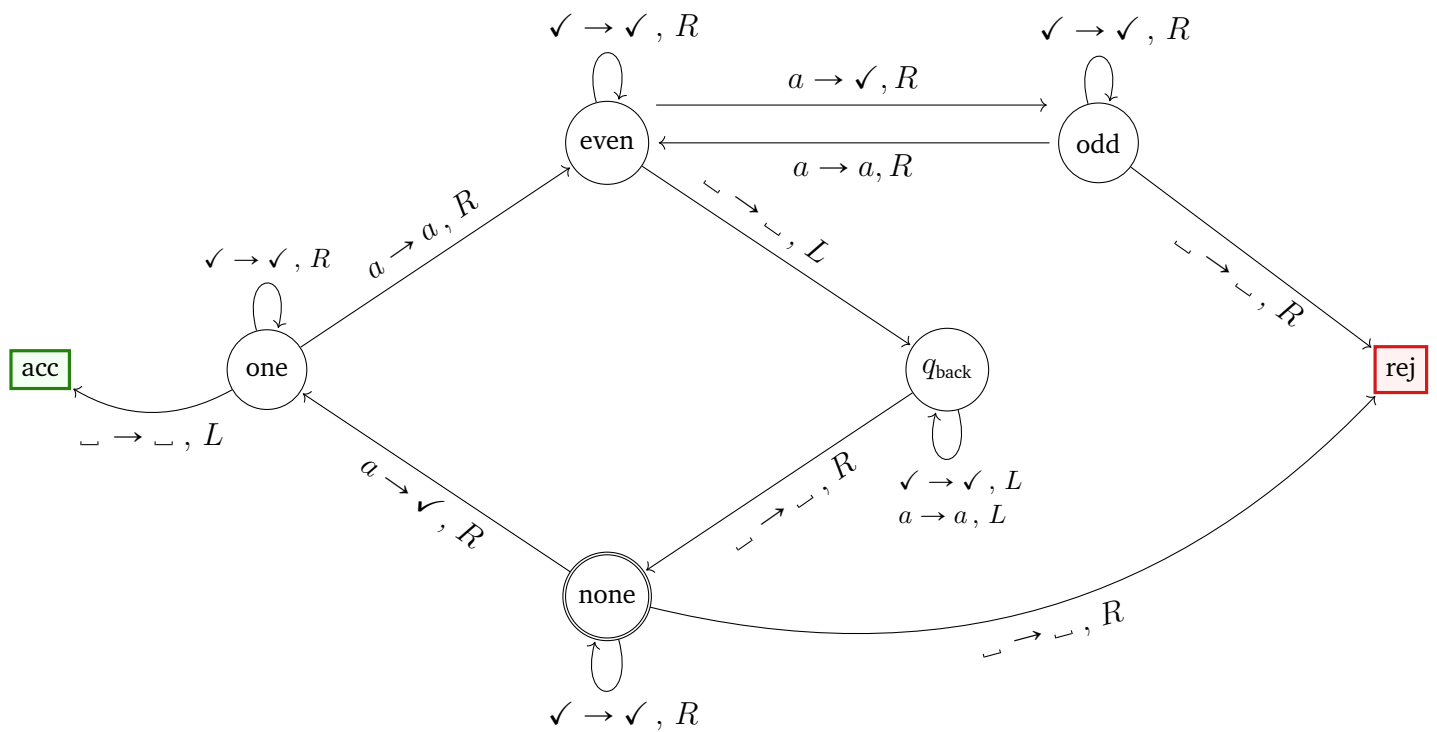 ✓ → ✓ , R
✓ → ✓ , R
a → ✓, R
even
odd
a → a, R
␣ → ␣ , L
a → a , R
␣ → ␣ , R
✓ → ✓ , R
acc
one
q_back
rej
␣ → ␣ , L
a → ✓ , R
␣ → ␣ , R
✓ → ✓ , L
a → a , L
none
␣ → ␣ , R
✓ → ✓ , R